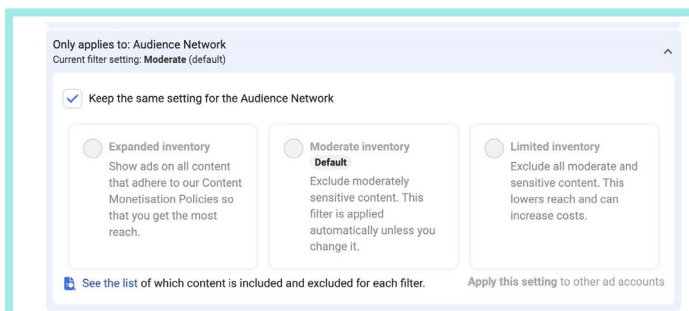 Only applies to: Audience Network
Current filter setting: Moderate (default)
Keep the same setting for the Audience Network
Expanded inventory
Show ads on all content
that adhere to our Content
Monetisation Policies so
that you get the most
reach.
Moderate inventory
Default
Exclude moderately
sensitive content. This
filter is applied
automatically unless you
change it.
Limited inventory
Exclude all moderate and
sensitive content. This
lowers reach and can
increase costs.
See the list of which content is included and excluded for each filter.
Apply this setting to other ad accounts